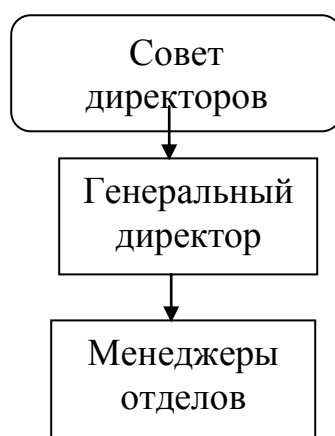 Совет
директоров
Генеральный
директор
Менеджеры
отделов